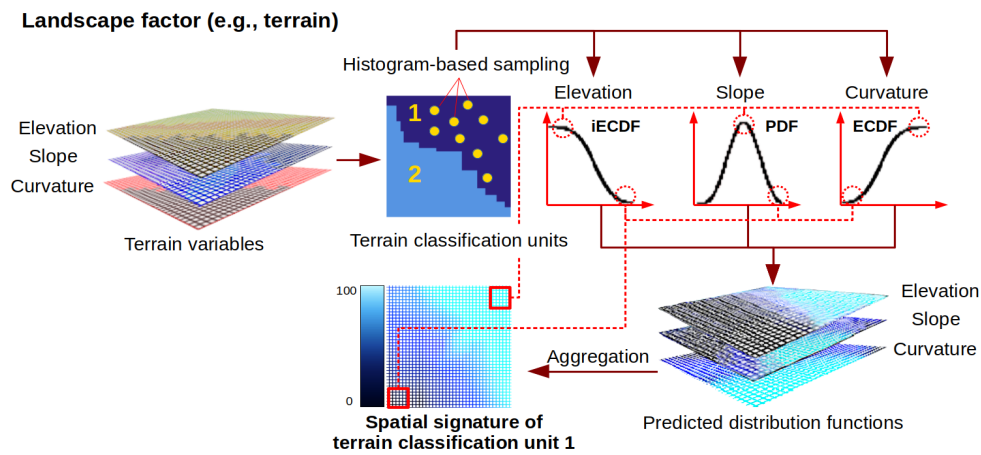 Landscape factor (e.g., terrain)
Histogram-based sampling
Elevation
Slope
Curvature
1
2
iECDF
PDF
ECDF
Elevation
Slope
Curvature
Terrain variables
Terrain classification units
100
0
Elevation
Slope
Curvature
Aggregation
Predicted distribution functions
Spatial signature of
terrain classification unit 1